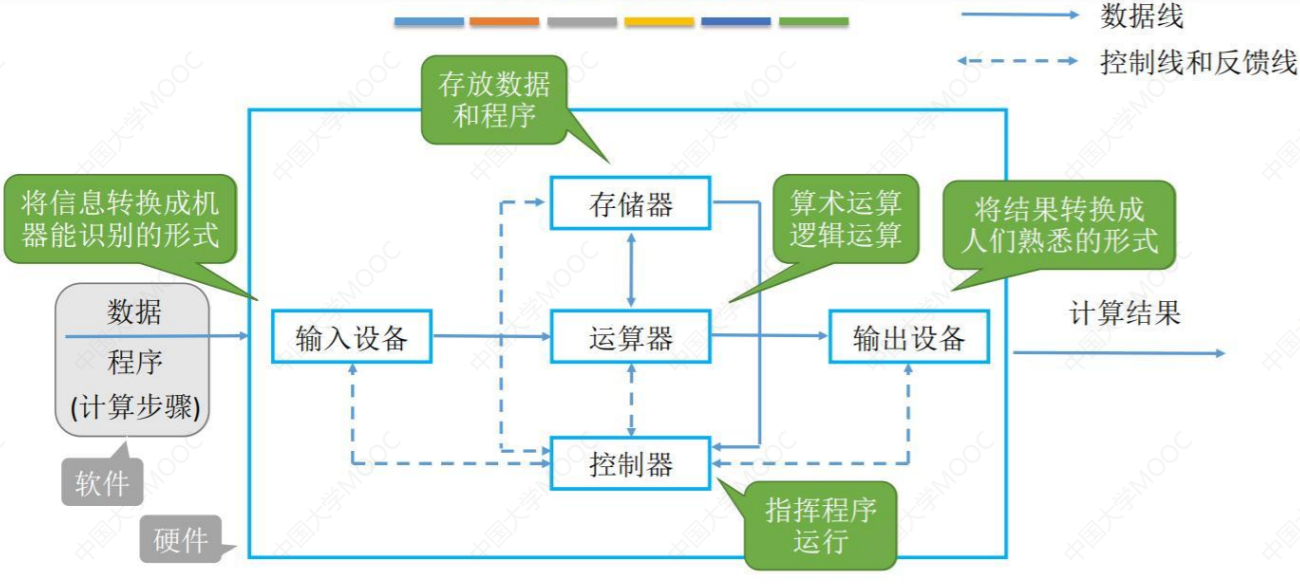 数据线
控制线和反馈线
存放数据
和程序
将信息转换成机
器能识别的形式
存储器
算术运算
逻辑运算
将结果转换成
人们熟悉的形式
数据
程序
(计算步骤)
输入设备
运算器
输出设备
计算结果
控制器
软件
硬件
指挥程序
运行
中国大学MOOC